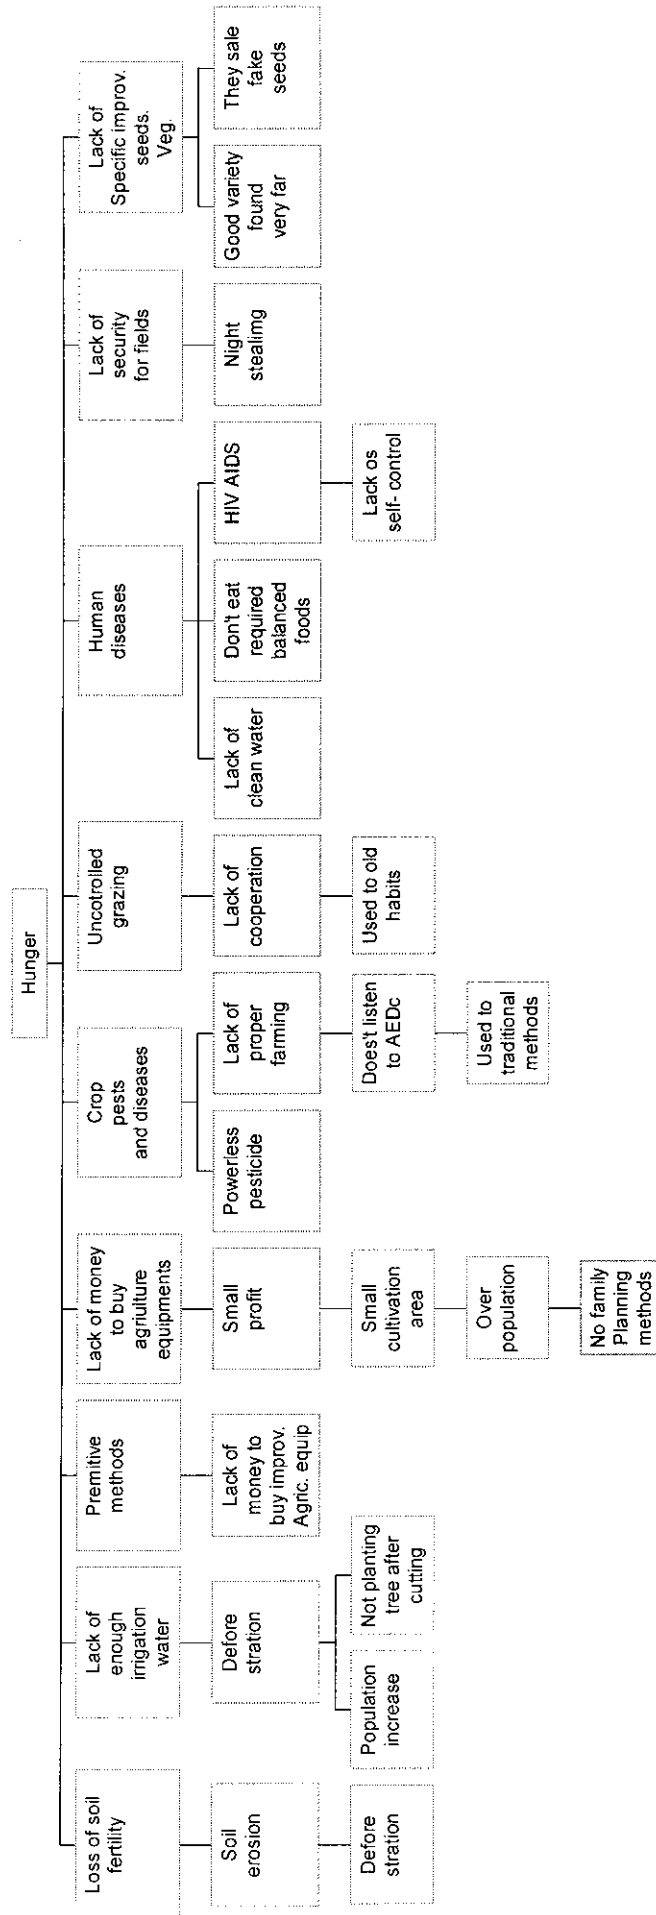 Hunger
Loss of soil
fertility
Lack of
enough
irrigation
water
Premitive
methods
Lack of money
to buy
agriulture
equipments
Crop
pests
and diseases
Uncotrolled
grazing
Human
diseases
Lack of
security
for fields
Lack of
Specific improv.
seeds.
Veg.
Soil
erosion
Defore
stration
Lack of
money to
buy improv.
Agric. equip
Small
profit
Powerless
pesticide
Lack of
proper
farming
Lack of
cooperation
Lack of
clean water
Don't eat
required
balanced
foods
HIV AIDS
Night
stealimg
Good variety
found
very far
They sale
fake
seeds
Defore
stration
Population
increase
Not planting
tree after
cutting
Small
cultivation
area
Does't listen
to AEDc
Used to old
habits
Lack os
self- control
Over
population
Used to
traditional
methods
No family
Planning
methods